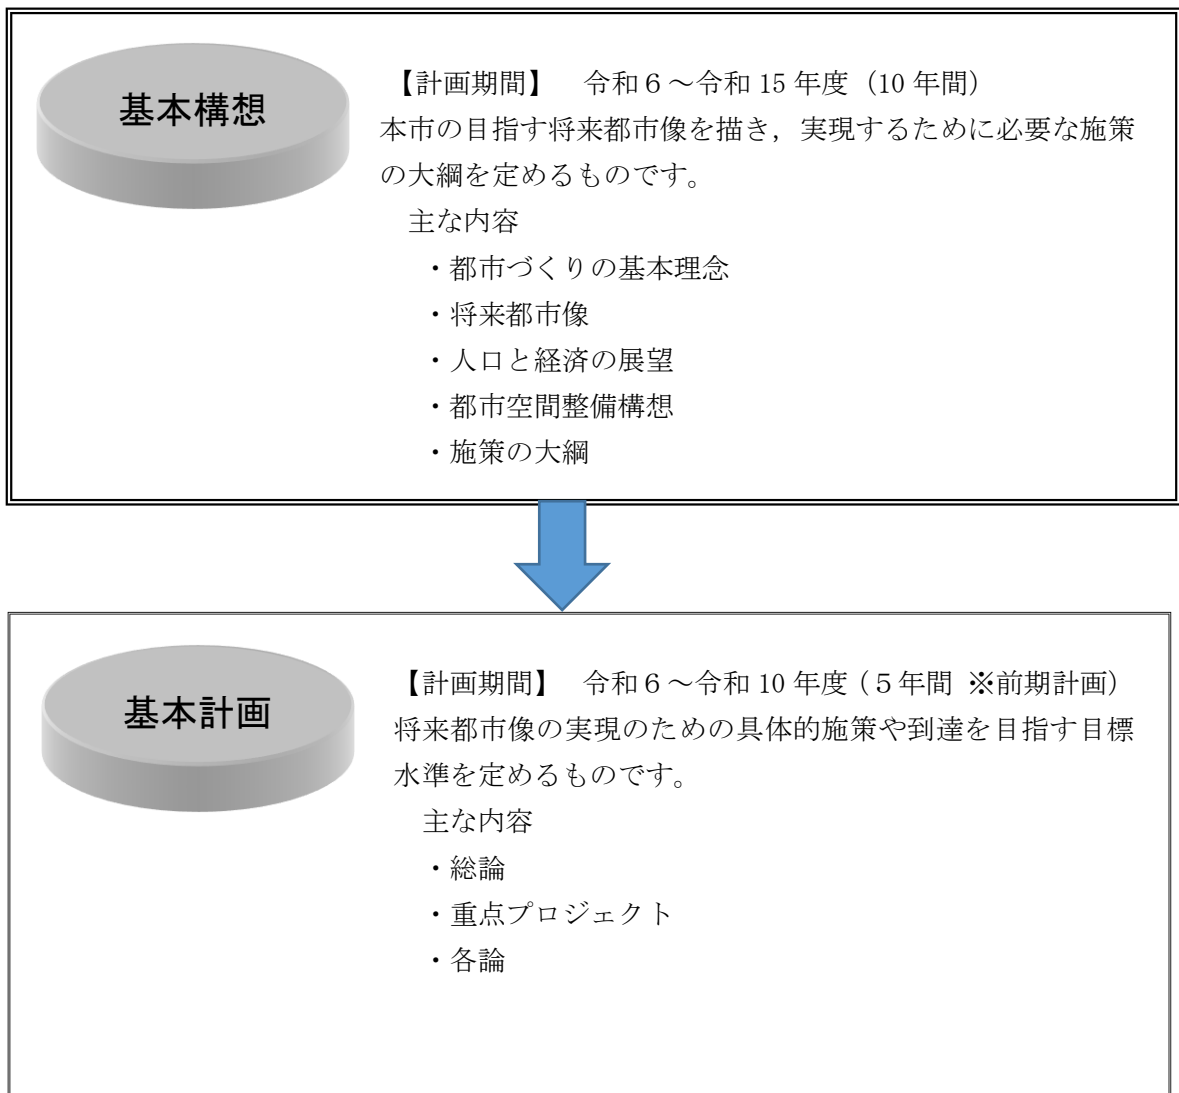 基本構想
【計画期間】　令和６～令和 15 年度（10 年間）
本市の目指す将来都市像を描き，実現するために必要な施策
の大綱を定めるものです。
主な内容
・都市づくりの基本理念
・将来都市像
・人口と経済の展望
・都市空間整備構想
・施策の大綱
基本計画
【計画期間】　令和６～令和 10 年度（５年間 ※前期計画）
将来都市像の実現のための具体的施策や到達を目指す目標
水準を定めるものです。
主な内容
・総論
・重点プロジェクト
・各論